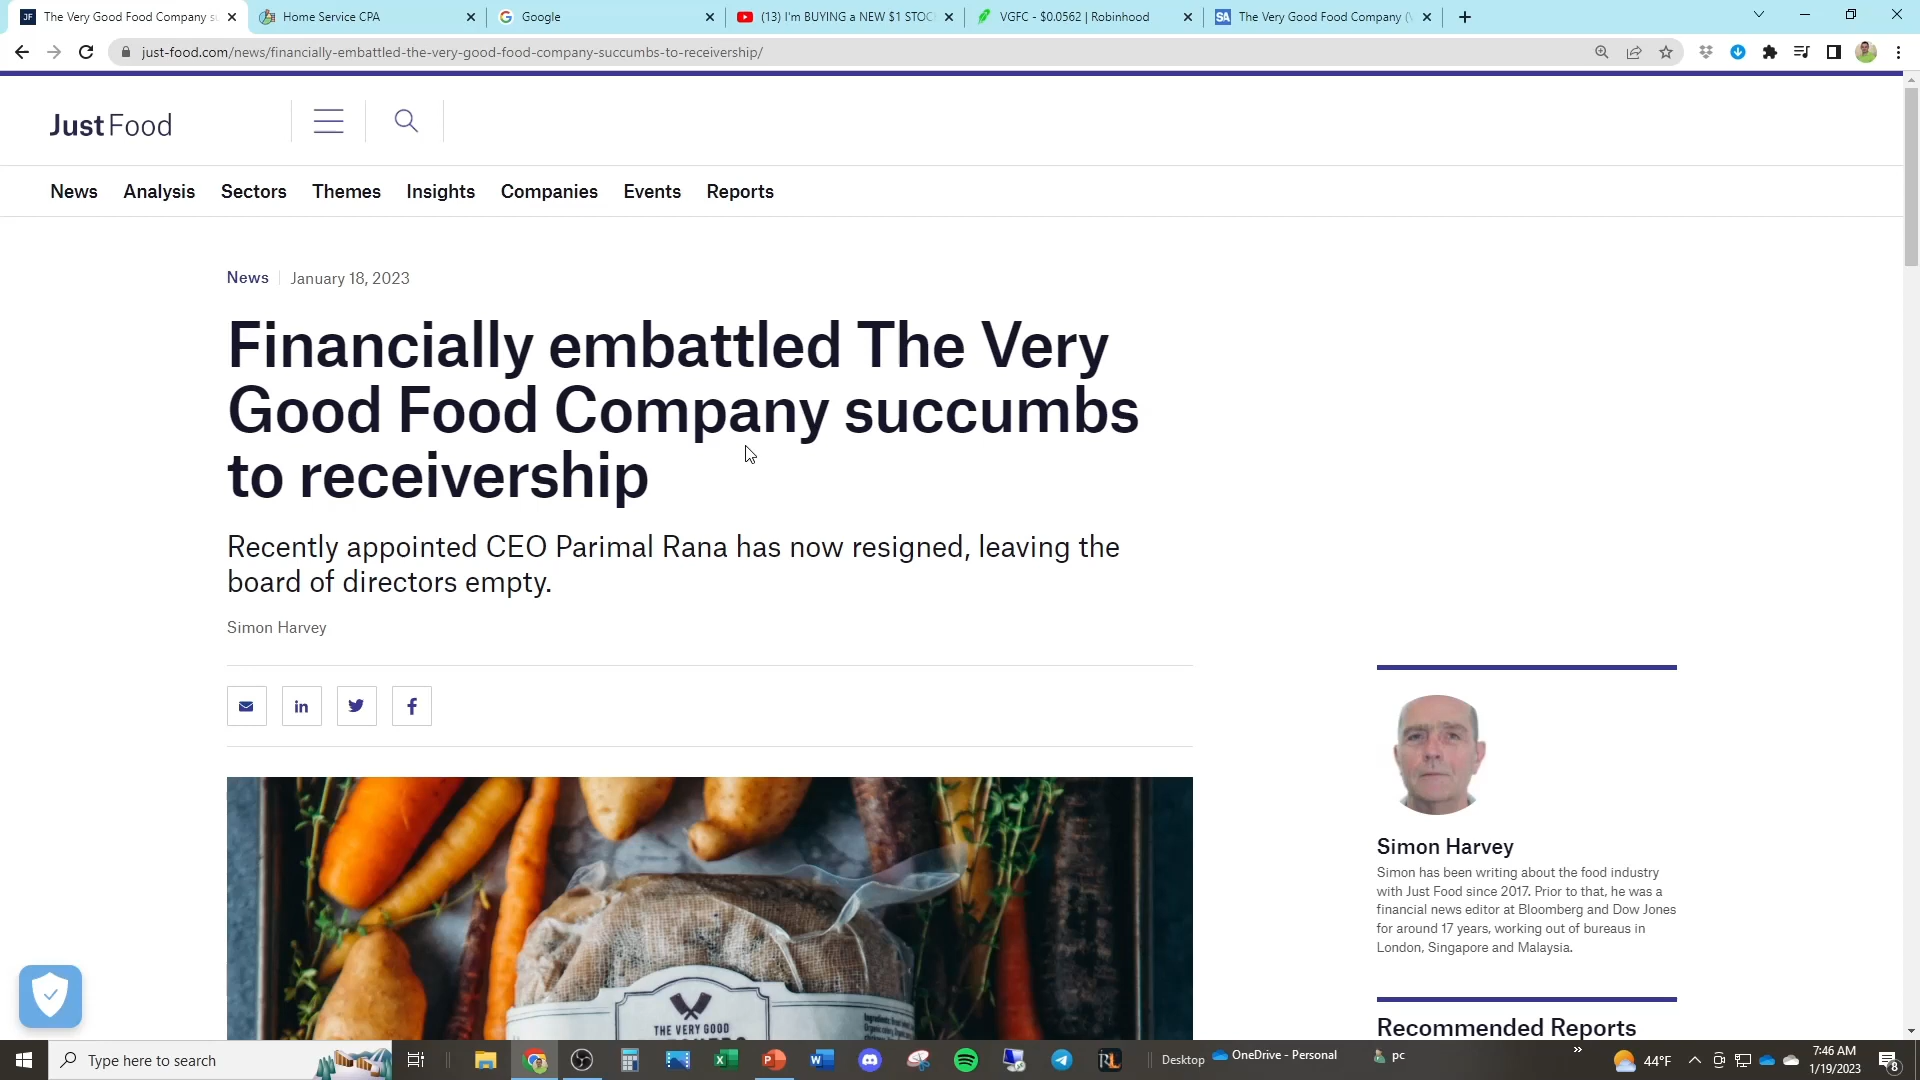 The Very Good Food Company su
Home Service CPA
Google
(13) I'm BUYING a NEW $1 STOC
VGFC - $0.0562 | Robinhood
The Very Good Food Company (V
just-food.com/news/financially-embattled-the-very-good-food-company-succumbs-to-receivership/
JustFood
News
Analysis
Sectors
Themes
Insights
Companies
Events
Reports
News
January 18, 2023
Financially embattled The Very
Good Food Company succumbs
to receivership
Recently appointed CEO Parimal Rana has now resigned, leaving the
board of directors empty.
Simon Harvey
Simon Harvey
Simon has been writing about the food industry
with Just Food since 2017. Prior to that, he was a
financial news editor at Bloomberg and Dow Jones
for around 17 years, working out of bureaus in
London, Singapore and Malaysia.
THE VERY GOOD
Recommended Reports
Type here to search
Desktop
OneDrive - Personal
pc
44°F
7:46 AM
1/19/2023
8